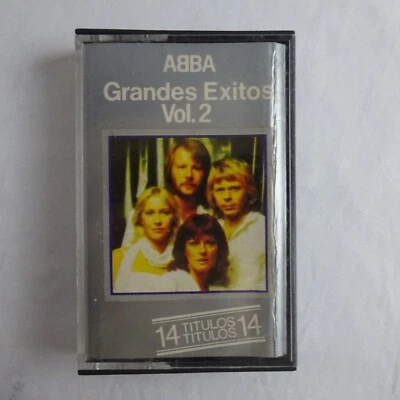 ABBA
Grandes Exitos
Vol. 2
14 TITULOS 14
TITULOS